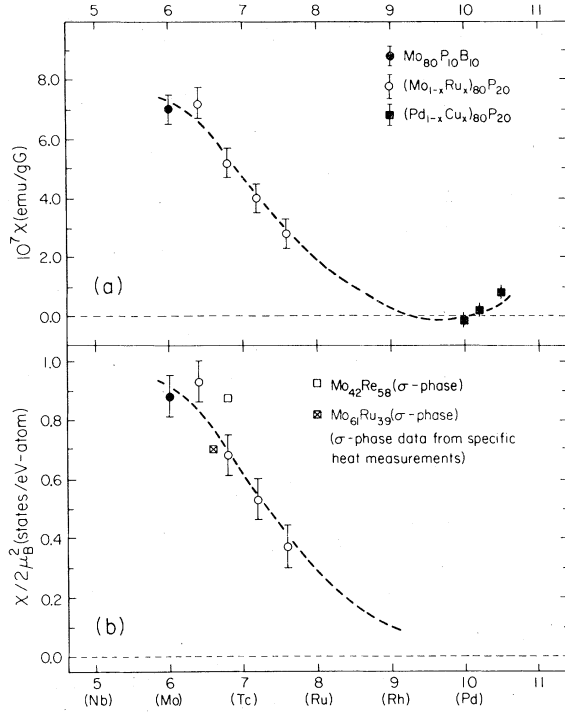 5 6 7 8 9 10 11
Mo80P10B10
(Mo1-xRux)80P20
(Pd1-xCux)80P20
8.0
6.0
4.0
2.0
0.0
10^7 χ(emu/gG)
(a)
1.0
0.8
0.6
0.4
0.2
0.0
χ/2μB^2(states/eV-atom)
Mo42Re58(σ-phase)
Mo61Ru39(σ-phase)
(σ-phase data from specific
heat measurements)
(b)
5 6 7 8 9 10 11
(Nb) (Mo) (Tc) (Ru) (Rh) (Pd)